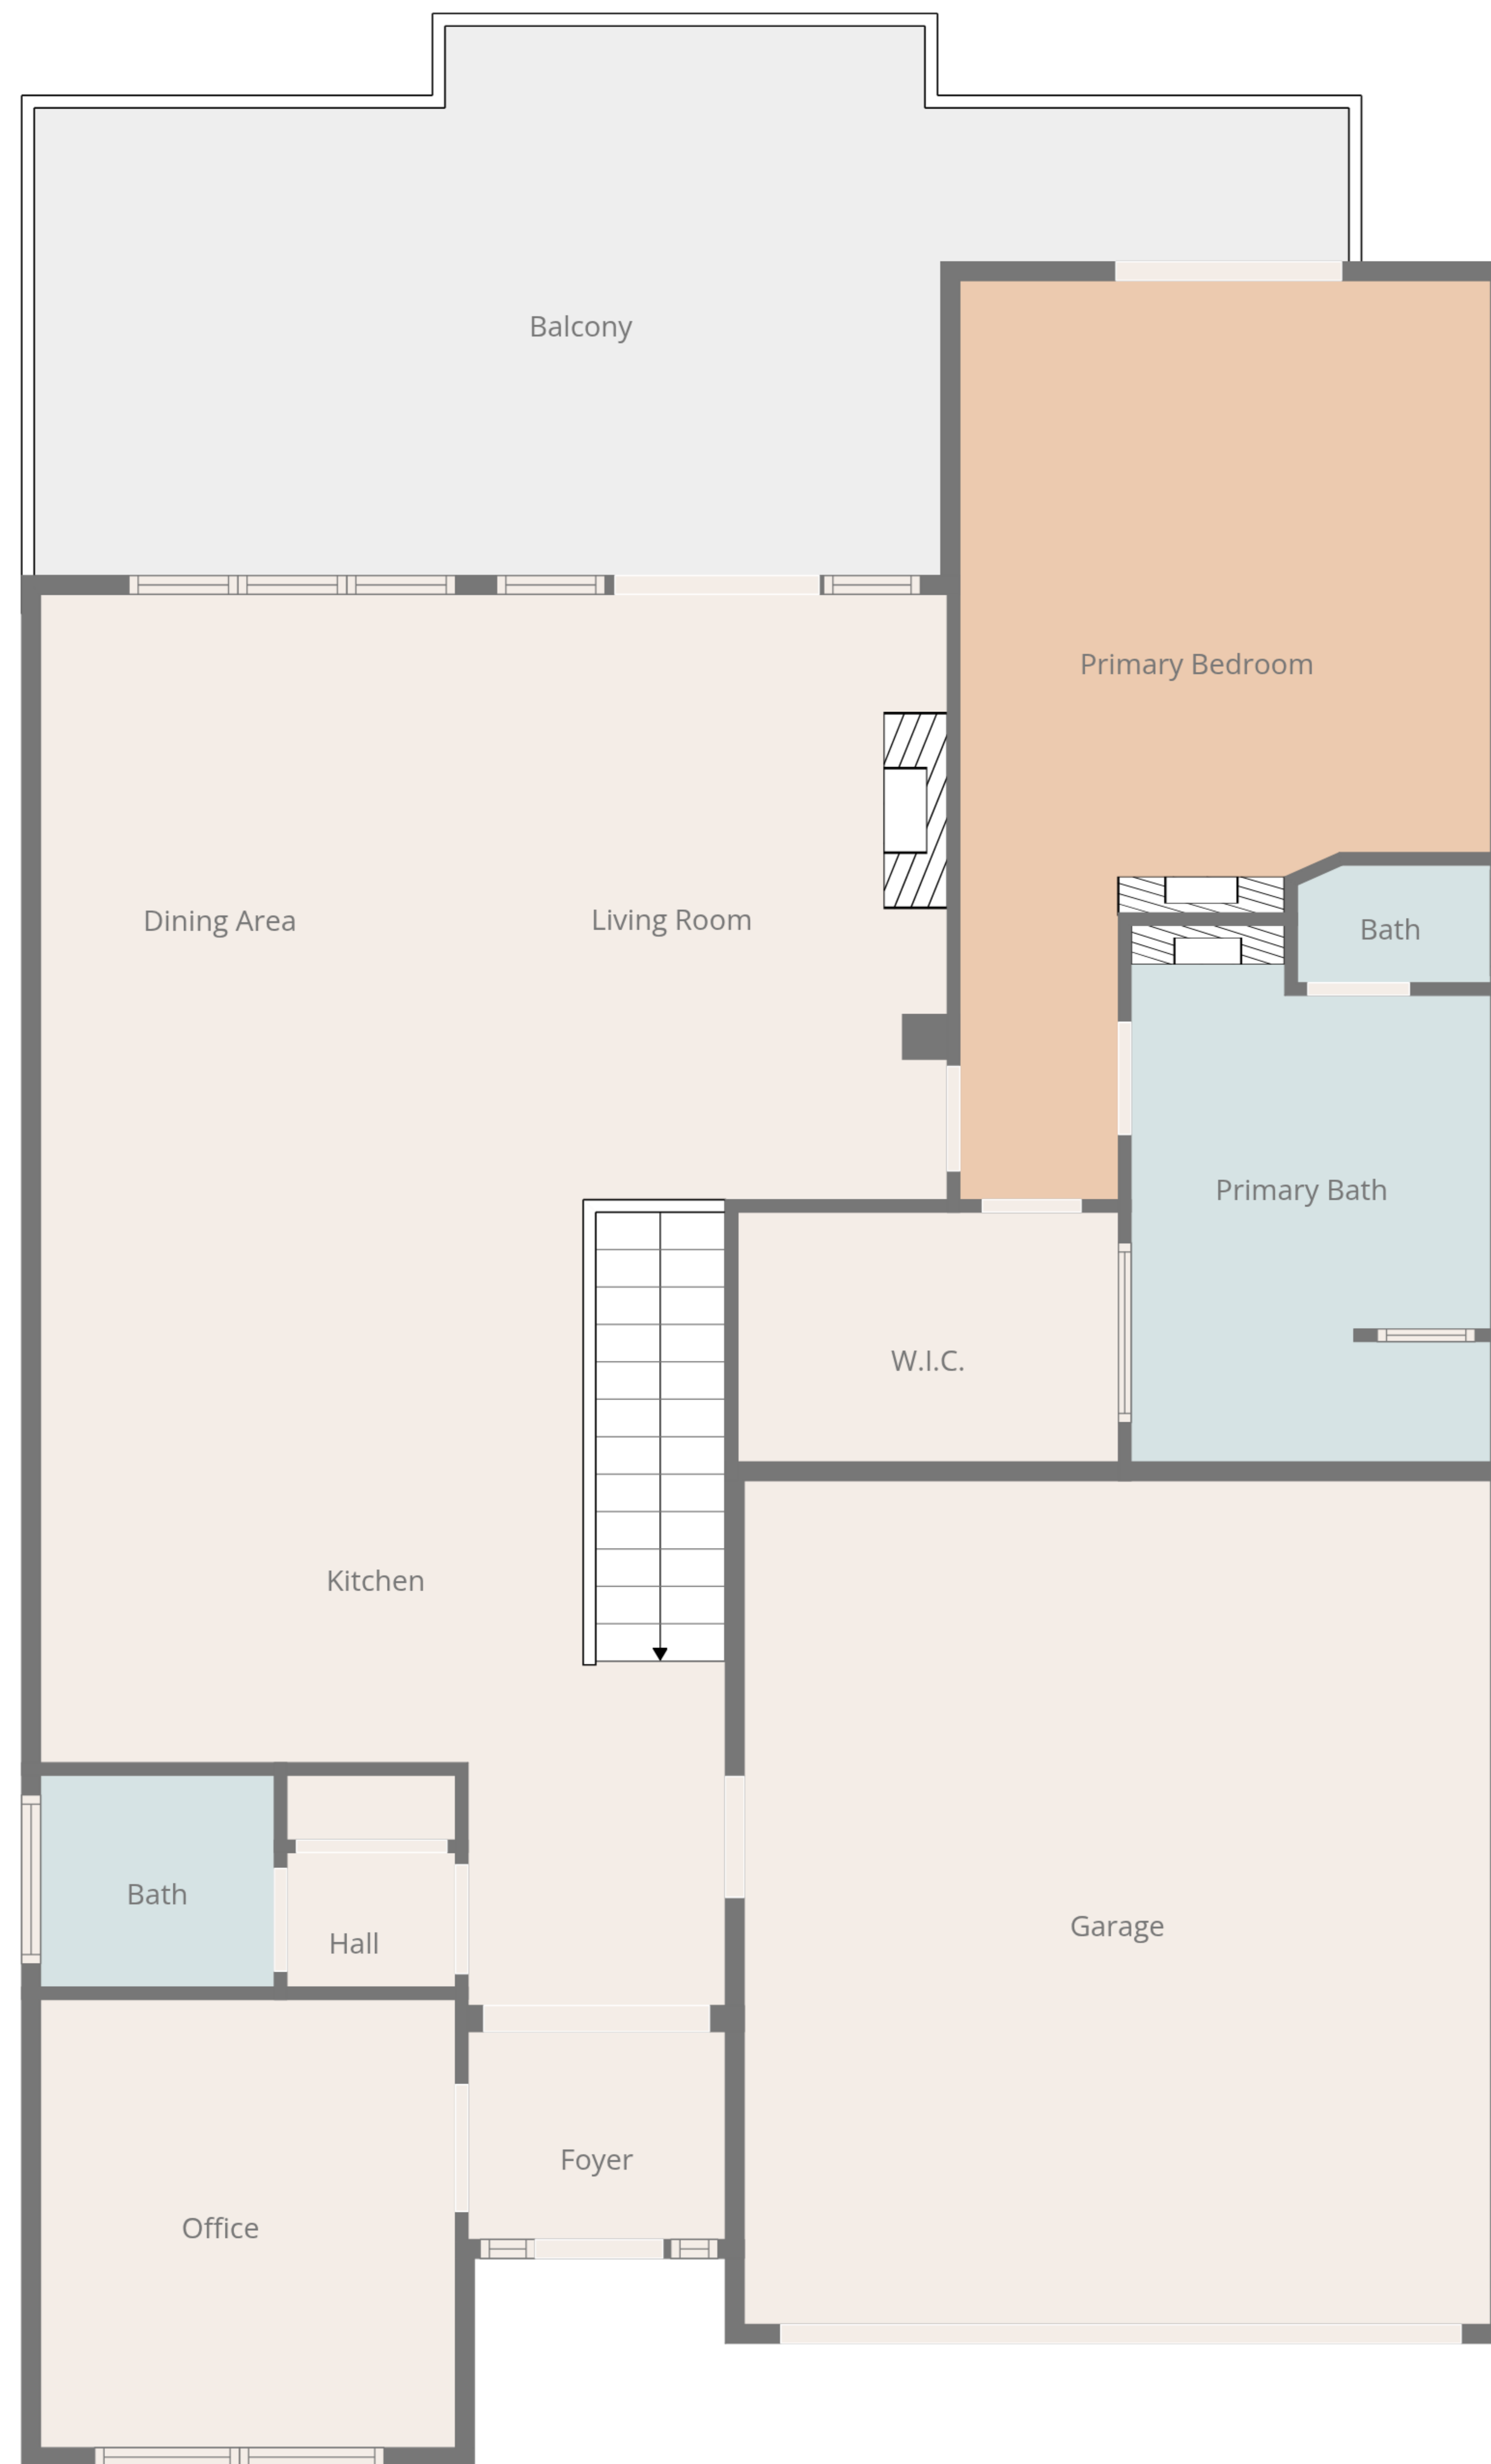 Balcony
Primary Bedroom
Dining Area
Living Room
Bath
Primary Bath
W.I.C.
Kitchen
Bath
Hall
Garage
Foyer
Office